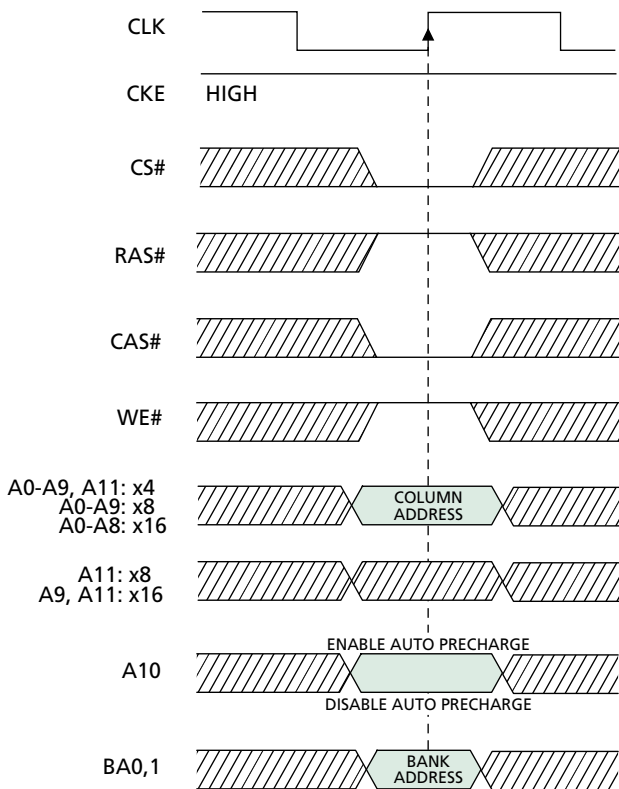 CLK
CKE HIGH
CS#
RAS#
CAS#
WE#
A0-A9, A11: x4
A0-A9: x8
A0-A8: x16
COLUMN
ADDRESS
A11: x8
A9, A11: x16
ENABLE AUTO PRECHARGE
A10
DISABLE AUTO PRECHARGE
BA0,1
BANK
ADDRESS